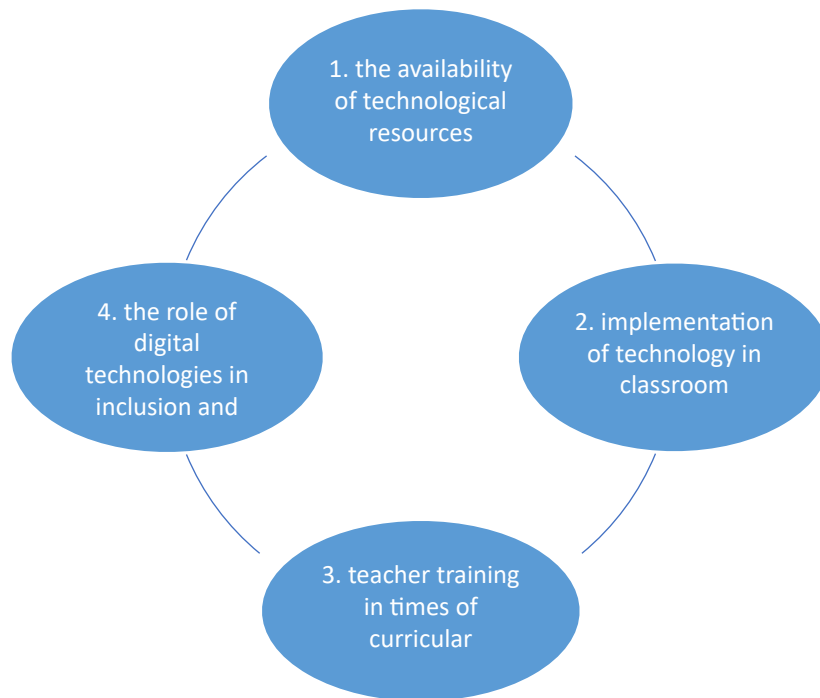 1. the availability
of technological
resources
2. implementation
of technology in
classroom
3. teacher training
in times of
curricular
4. the role of
digital
technologies in
inclusion and